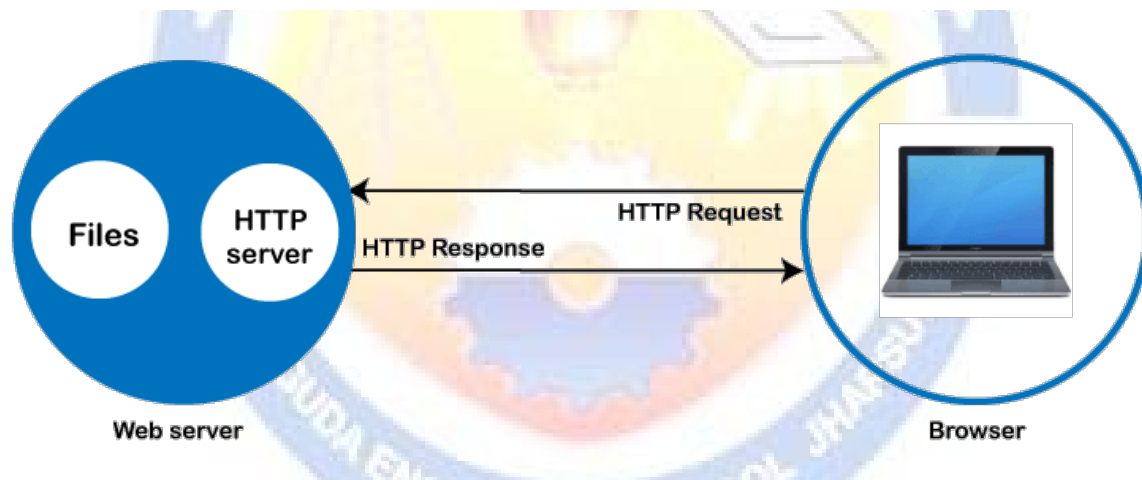 Files
HTTP
server
HTTP Request
HTTP Response
Web server
Browser